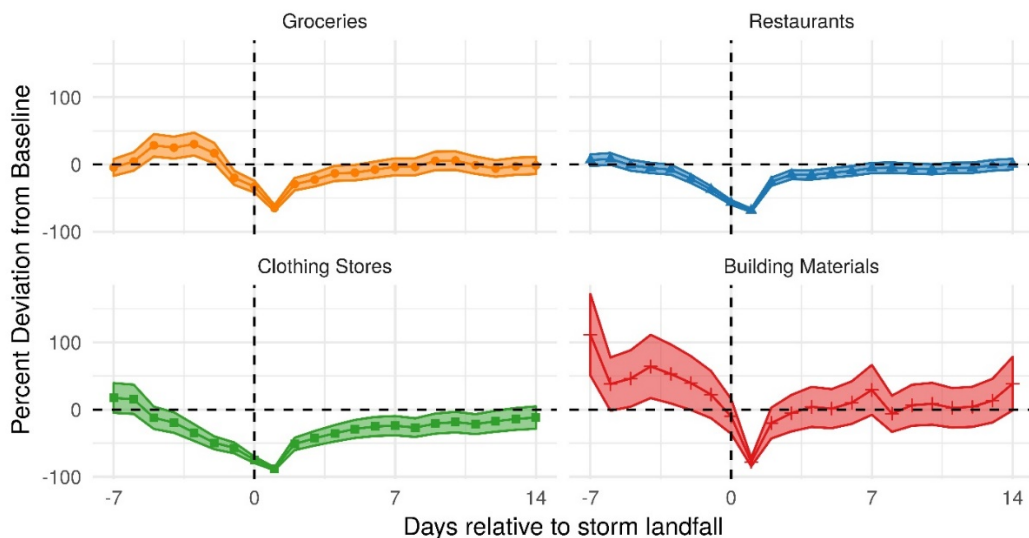 Groceries
Restaurants
100
0
-100
Clothing Stores
Building Materials
100
0
-100
-7
0
7
14
-7
0
7
14
Days relative to storm landfall
Percent Deviation from Baseline